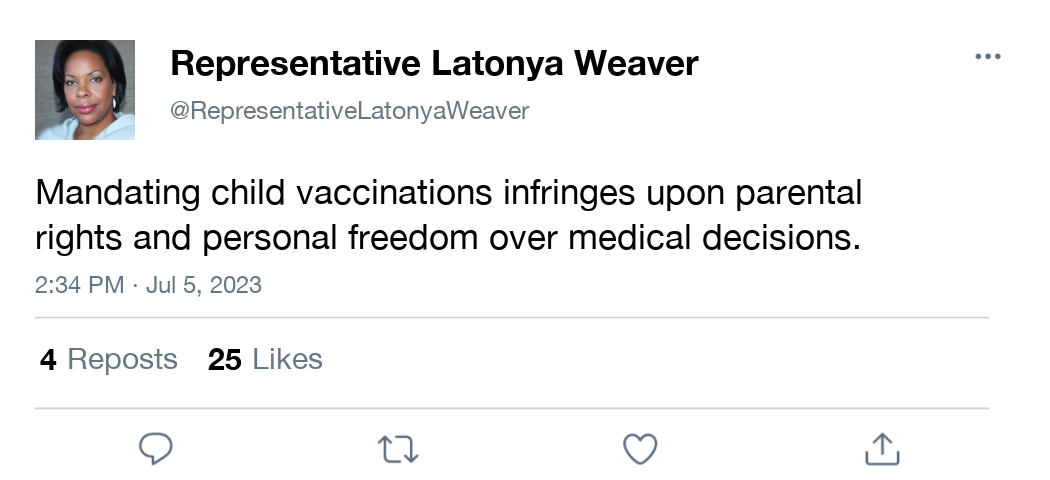 Representative Latonya Weaver
@RepresentativeLatonyaWeaver
Mandating child vaccinations infringes upon parental
rights and personal freedom over medical decisions.
2:34 PM · Jul 5, 2023
4 Reposts 25 Likes